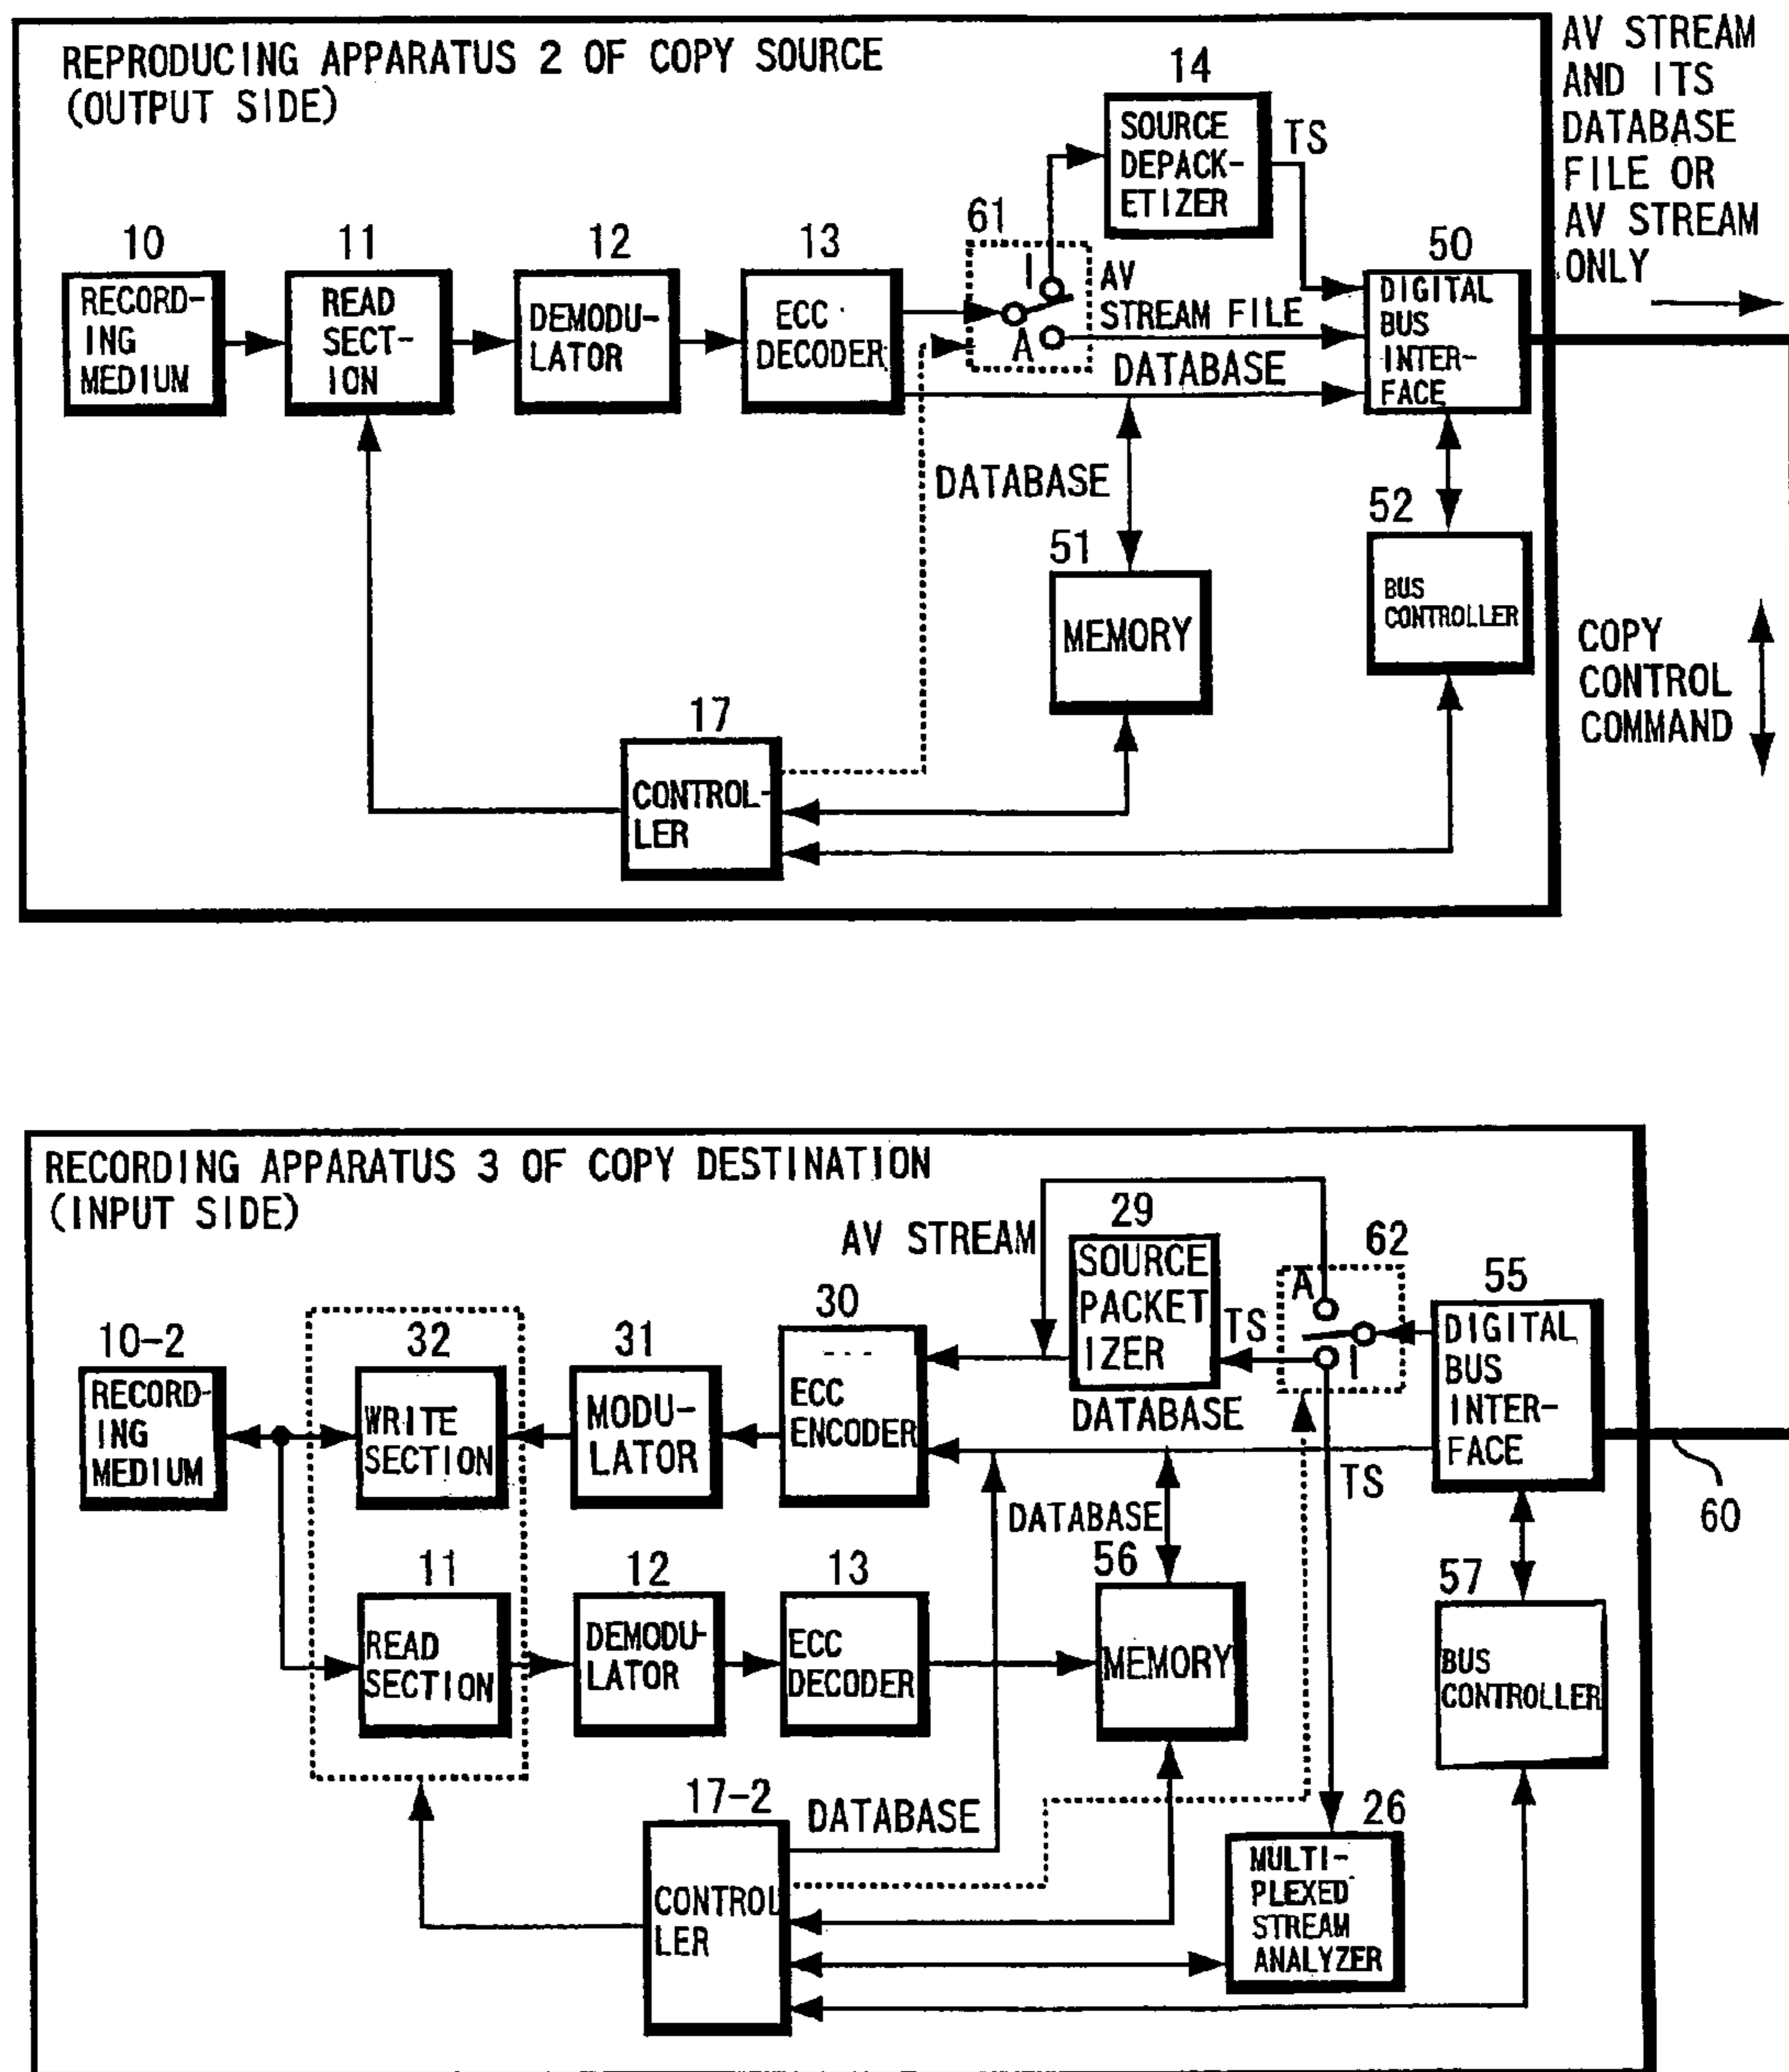 REPRODUCING APPARATUS 2 OF COPY SOURCE
(OUTPUT SIDE)
AV STREAM
AND ITS
DATABASE
FILE OR
AV STREAM
ONLY
14
SOURCE
DEPACK-
ETIZER
TS
10
RECORD-
ING
MEDIUM
11
READ
SECT-
ION
12
DEMODU-
LATOR
13
ECC
DECODER
61
I
A
AV
STREAM FILE
DATABASE
50
DIGITAL
BUS
INTER-
FACE
DATABASE
51
MEMORY
52
BUS
CONTROLLER
COPY
CONTROL
COMMAND
17
CONTROL-
LER
RECORDING APPARATUS 3 OF COPY DESTINATION
(INPUT SIDE)
AV STREAM
29
SOURCE
PACKET
IZER
TS
62
A
I
55
DIGITAL
BUS
INTER-
FACE
10-2
RECORD-
ING
MEDIUM
32
WRITE
SECTION
31
MODU-
LATOR
30
ECC
ENCODER
DATABASE
TS
60
DATABASE
11
READ
SECTION
12
DEMODU-
LATOR
13
ECC
DECODER
56
MEMORY
57
BUS
CONTROLLER
17-2
CONTROL
LER
DATABASE
26
MULTI-
PLEXED
STREAM
ANALYZER